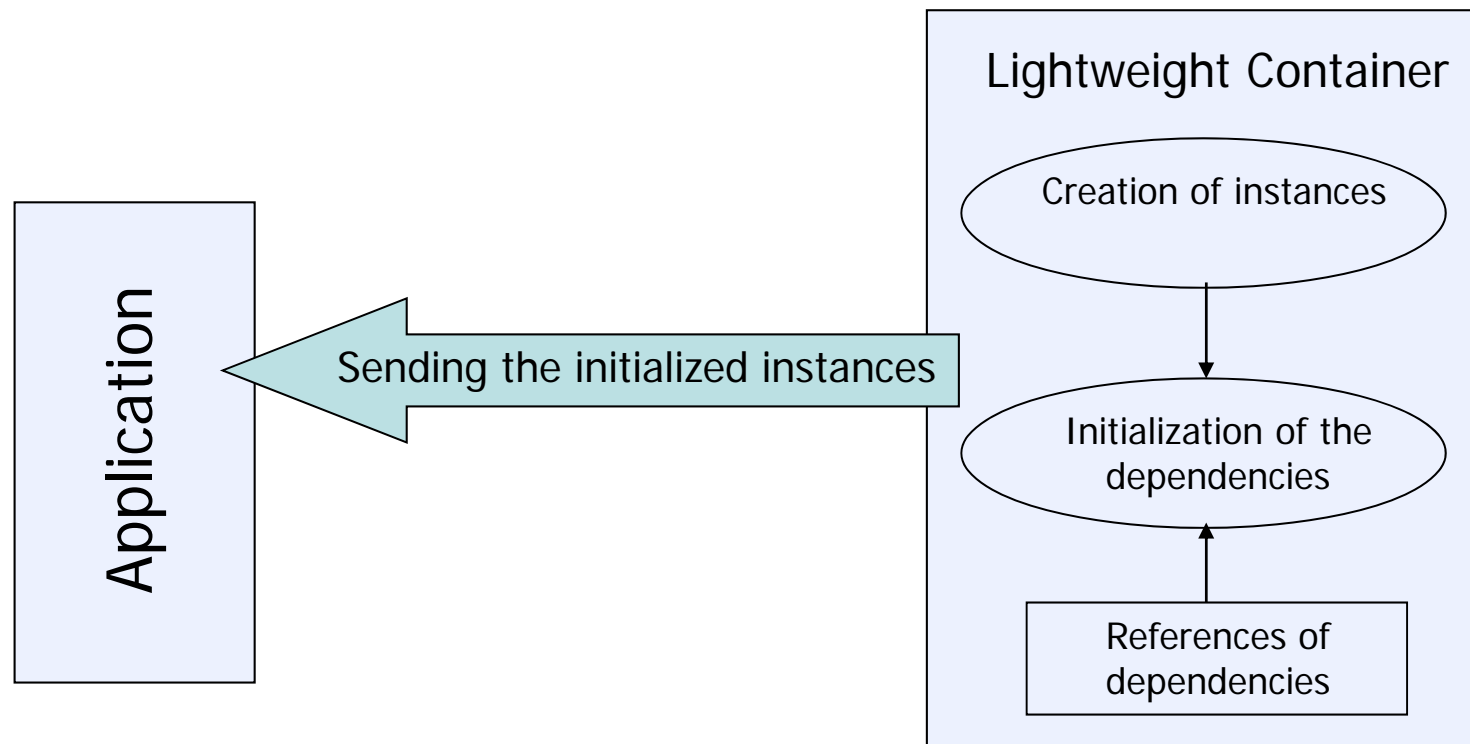 Lightweight Container
Creation of instances
Application
Sending the initialized instances
Initialization of the
dependencies
References of
dependencies